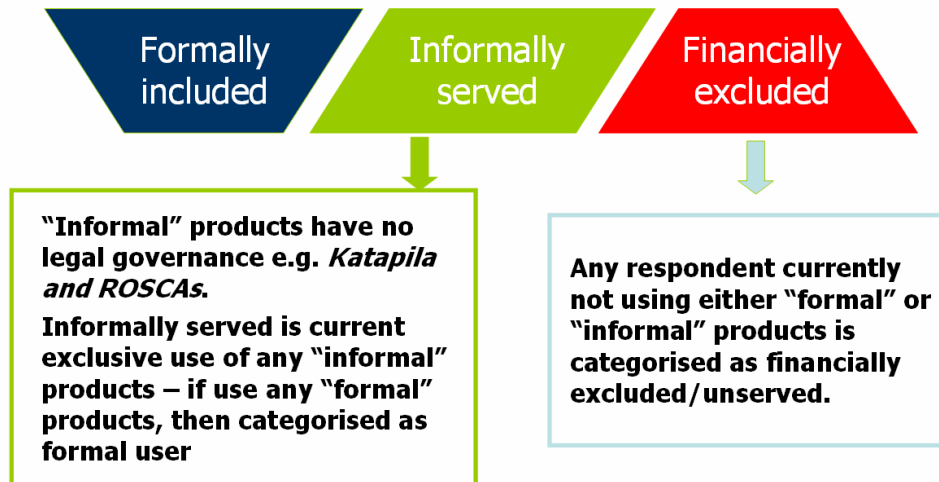 Formally
included
Informally
served
Financially
excluded
“Informal” products have no
legal governance e.g. Katapila
and ROSCAs.
Informally served is current
exclusive use of any “informal”
products – if use any “formal”
products, then categorised as
formal user
Any respondent currently
not using either “formal” or
“informal” products is
categorised as financially
excluded/unserved.